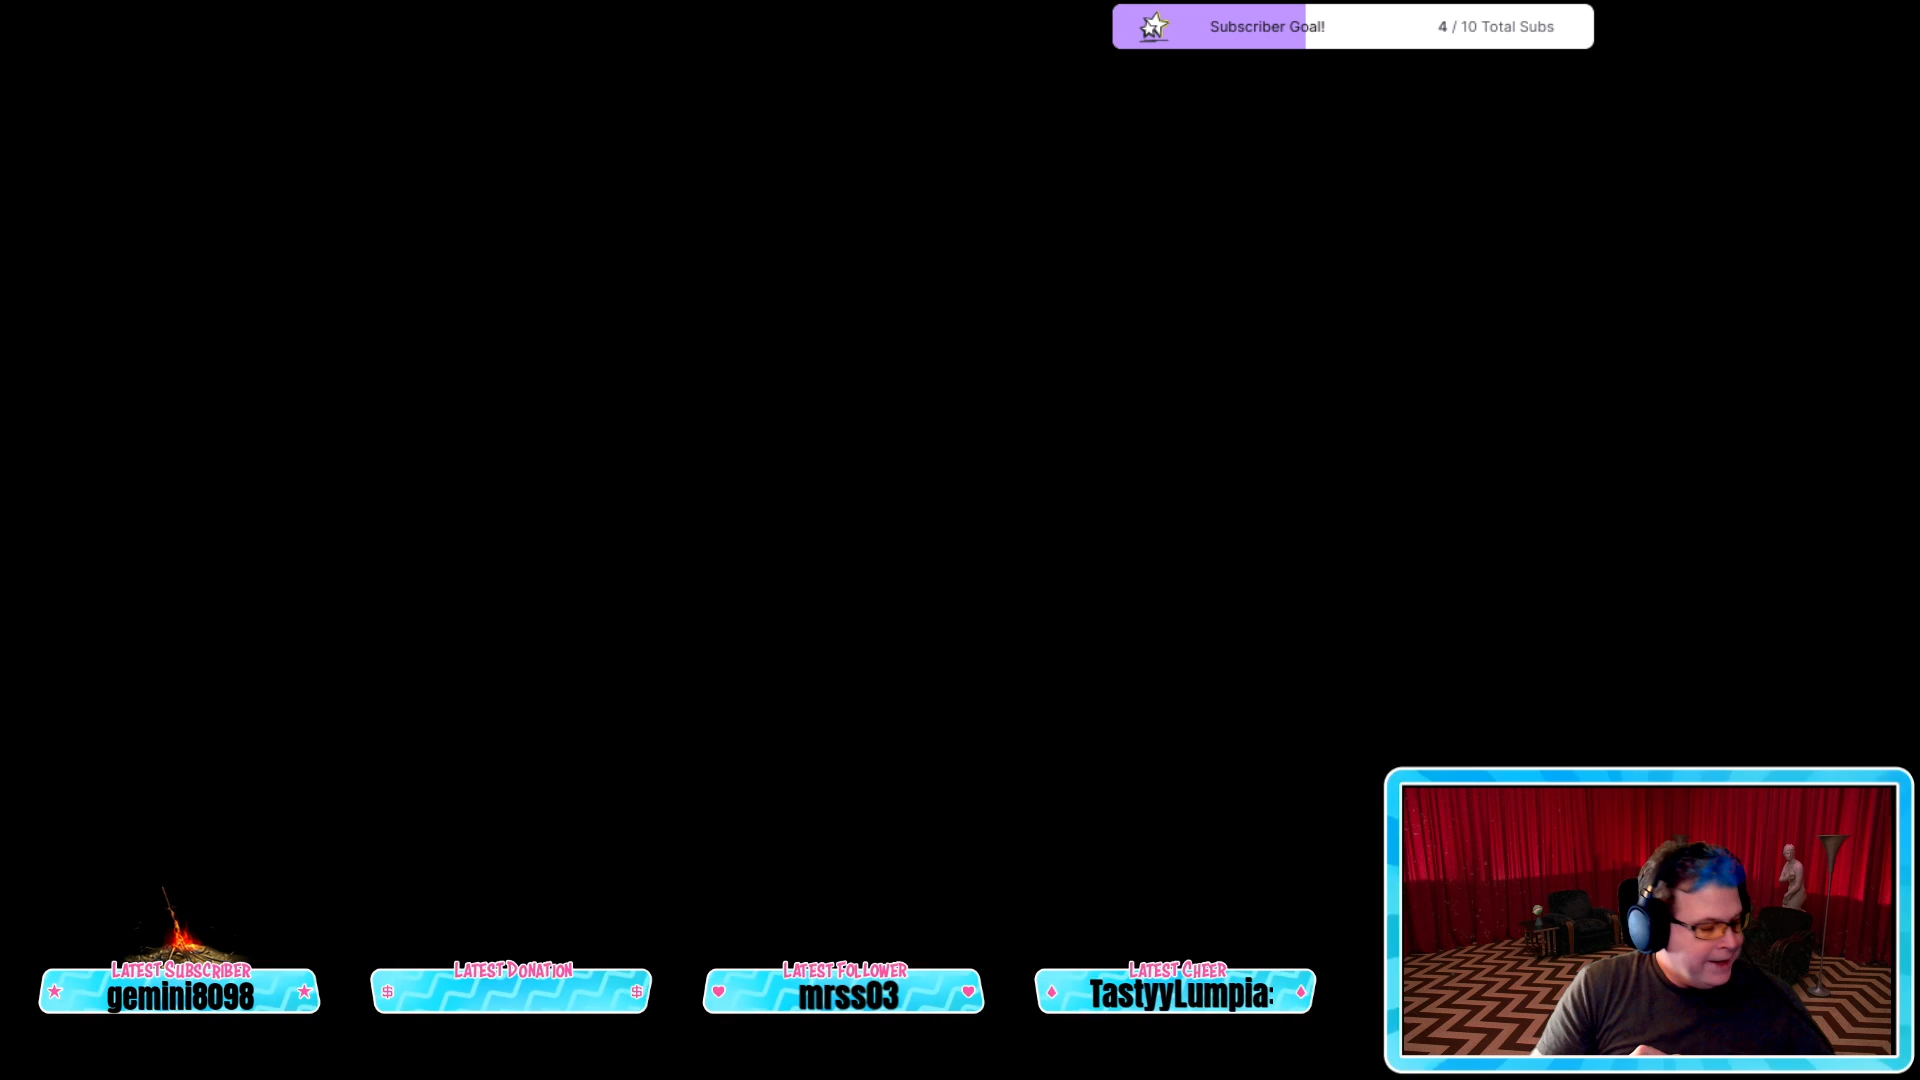 Subscriber Goal!
4 / 10 Total Subs
Latest Subscriber
gemini8098
Latest Donation
$ $
Latest Follower
mrss03
Latest Cheer
TastyyLumpia: